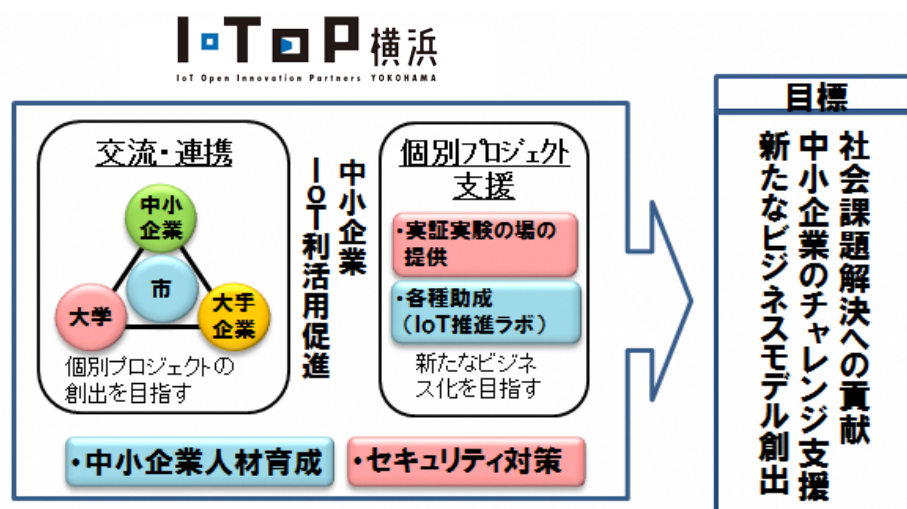 I・TOP横浜
IoT Open Innovation Partners YOKOHAMA
交流・連携
中小
企業
市
大学
大手
企業
個別プロジェクトの
創出を目指す
中小企業
IoT利活用促進
個別プロジェクト
支援
・実証実験の場の
提供
・各種助成
（IoT推進ラボ）
新たなビジネ
ス化を目指す
・中小企業人材育成
・セキュリティ対策
目標
社会課題解決への貢献
中小企業のチャレンジ支援
新たなビジネスモデル創出